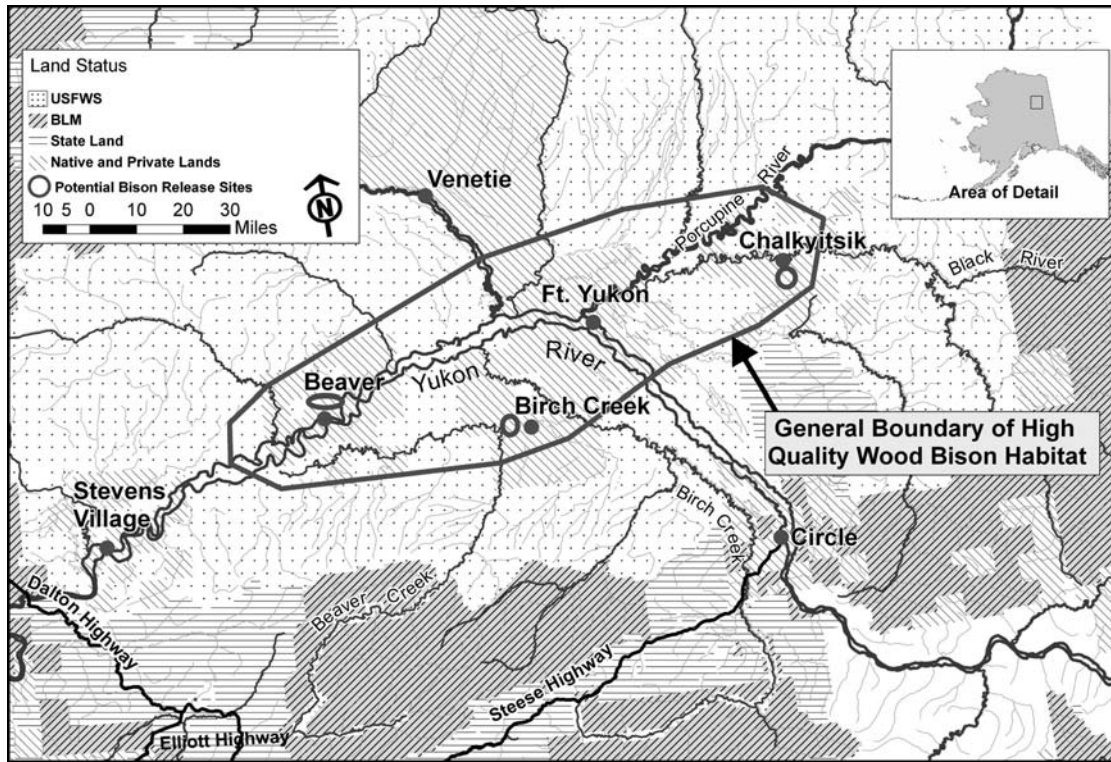 Land Status
USFWS
BLM
State Land
Native and Private Lands
Potential Bison Release Sites
10 5 0 10 20 30
Miles
N
Area of Detail
Venetie
Porcupine River
Chalkyitsik
Black River
Ft. Yukon
Yukon River
Beaver
Birch Creek
General Boundary of High
Quality Wood Bison Habitat
Stevens
Village
Birch Creek
Circle
Dalton Highway
Beaver Creek
Steese Highway
Elliott Highway